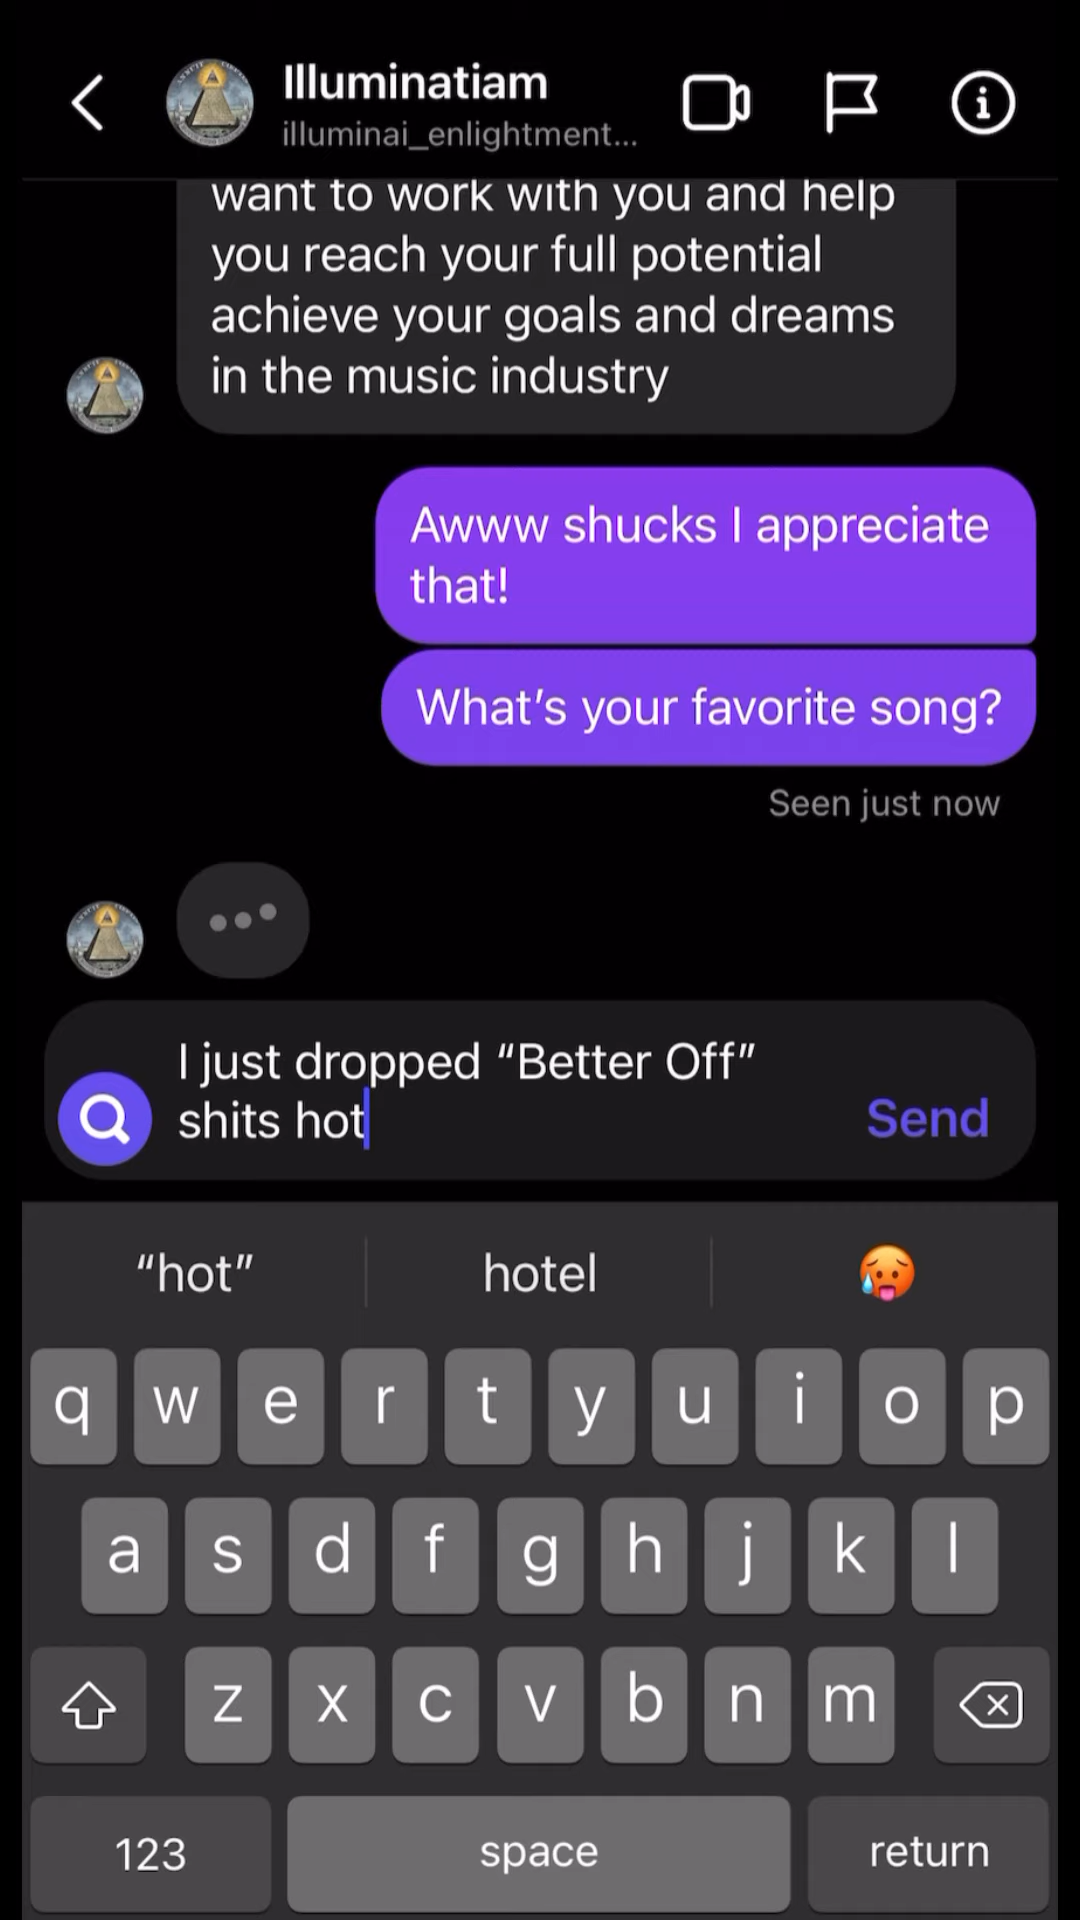 Illuminatiam
illuminai_enlightment...
want to work with you and help
you reach your full potential
achieve your goals and dreams
in the music industry
Awww shucks I appreciate
that!
What's your favorite song?
Seen just now
I just dropped “Better Off”
shits hot
Send
“hot”
hotel
q w e r t y u i o p
a s d f g h j k l
z x c v b n m
123 space return